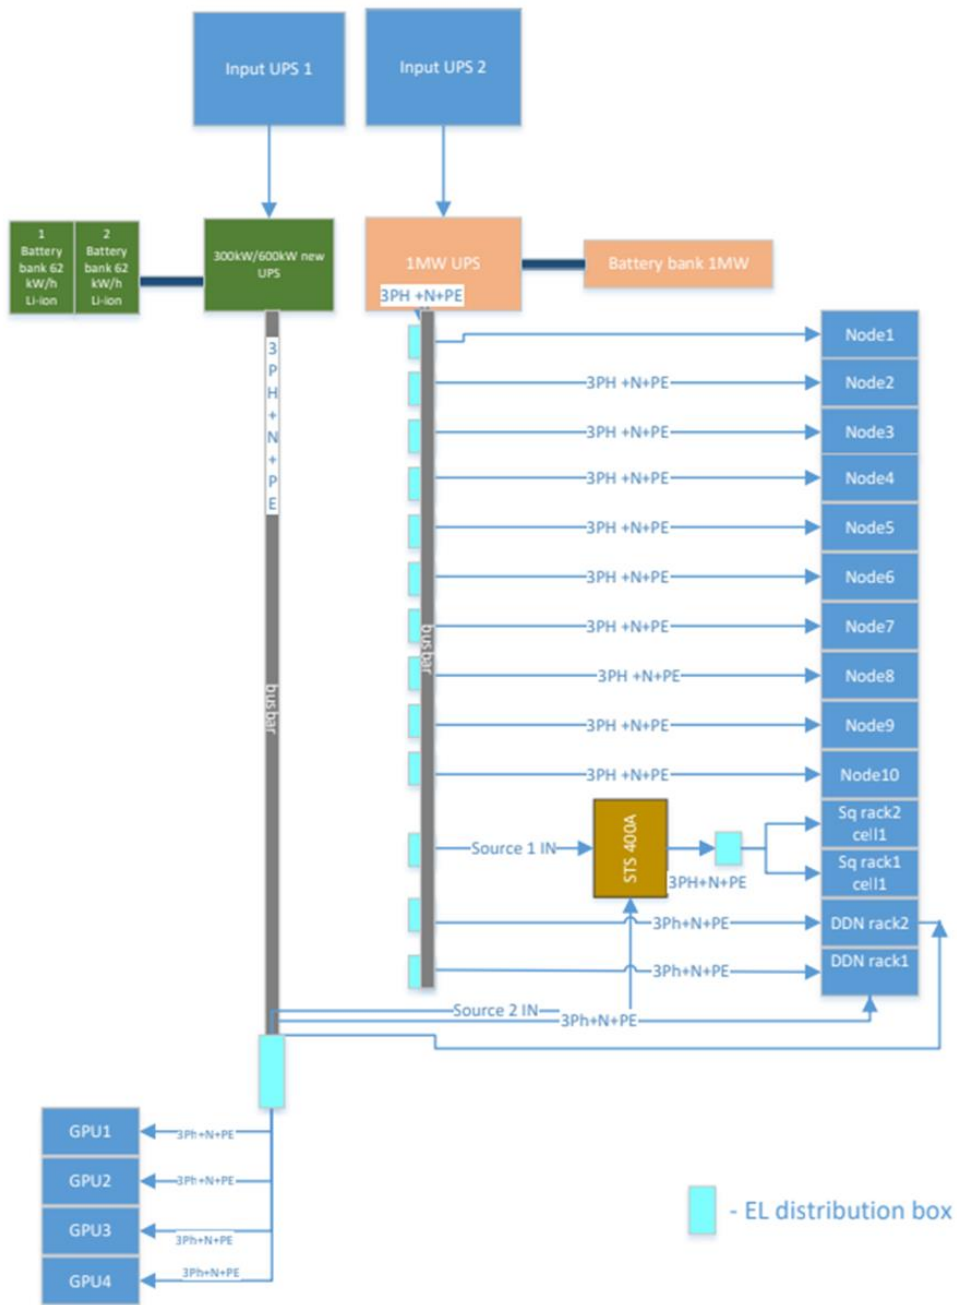 Input UPS 1
Input UPS 2
1
Battery
bank 62
kW/h
Li-ion
2
Battery
bank 62
kW/h
Li-ion
300kW/600kW new
UPS
1MW UPS
Battery bank 1MW
3PH +N+PE
3
P
H
+
N
+
P
E
bus bar
bus bar
Node1
3PH +N+PE
Node2
3PH +N+PE
Node3
3PH +N+PE
Node4
3PH +N+PE
Node5
3PH +N+PE
Node6
3PH +N+PE
Node7
3PH +N+PE
Node8
3PH +N+PE
Node9
3PH +N+PE
Node10
Source 1 IN
STS 400A
3PH+N+PE
Sq rack2
cell1
Sq rack1
cell1
3Ph+N+PE
DDN rack2
3Ph+N+PE
DDN rack1
Source 2 IN
3Ph+N+PE
GPU1
3Ph+N+PE
GPU2
3Ph+N+PE
GPU3
3Ph+N+PE
GPU4
3Ph+N+PE
- EL distribution box